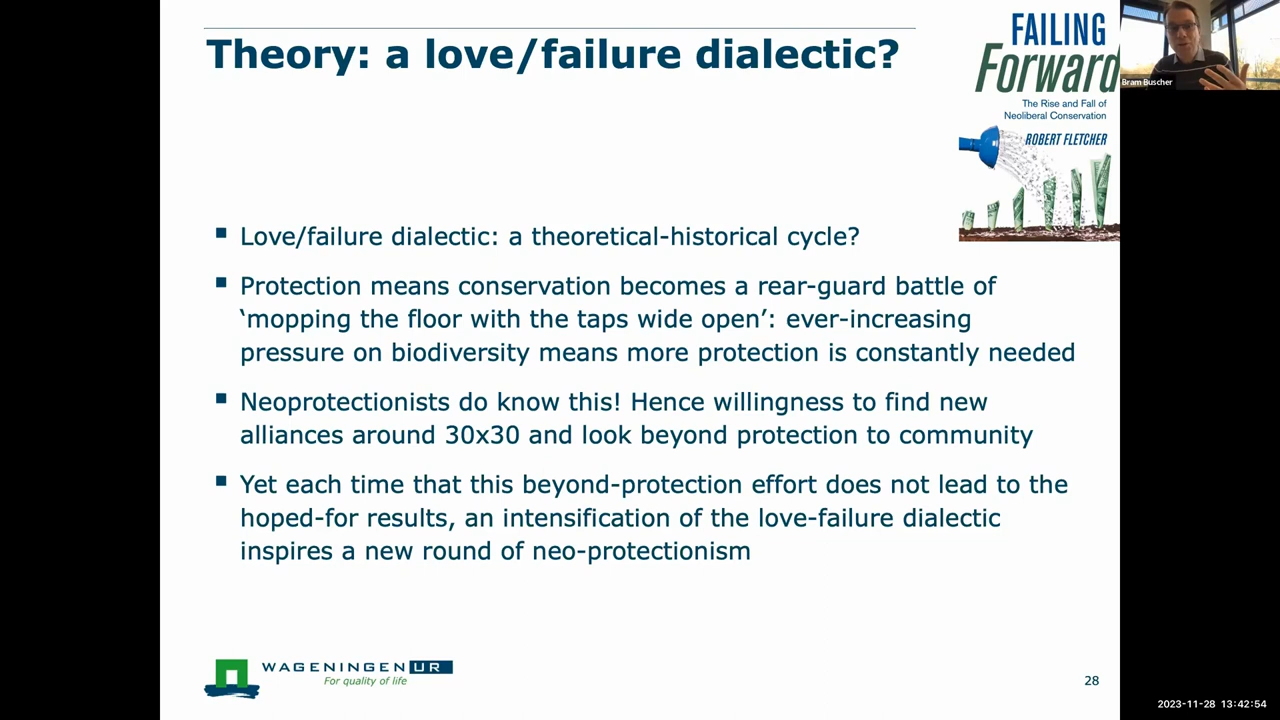 Theory: a love/failure dialectic?
FAILING
Forward
The Rise and Fall of
Neoliberal Conservation
ROBERT FLETCHER
Bram Buscher
▪ Love/failure dialectic: a theoretical-historical cycle?
▪ Protection means conservation becomes a rear-guard battle of
‘mopping the floor with the taps wide open’: ever-increasing
pressure on biodiversity means more protection is constantly needed
▪ Neoprotectionists do know this! Hence willingness to find new
alliances around 30x30 and look beyond protection to community
▪ Yet each time that this beyond-protection effort does not lead to the
hoped-for results, an intensification of the love-failure dialectic
inspires a new round of neo-protectionism
WAGENINGEN UR
For quality of life
28
2023-11-28 13:42:54